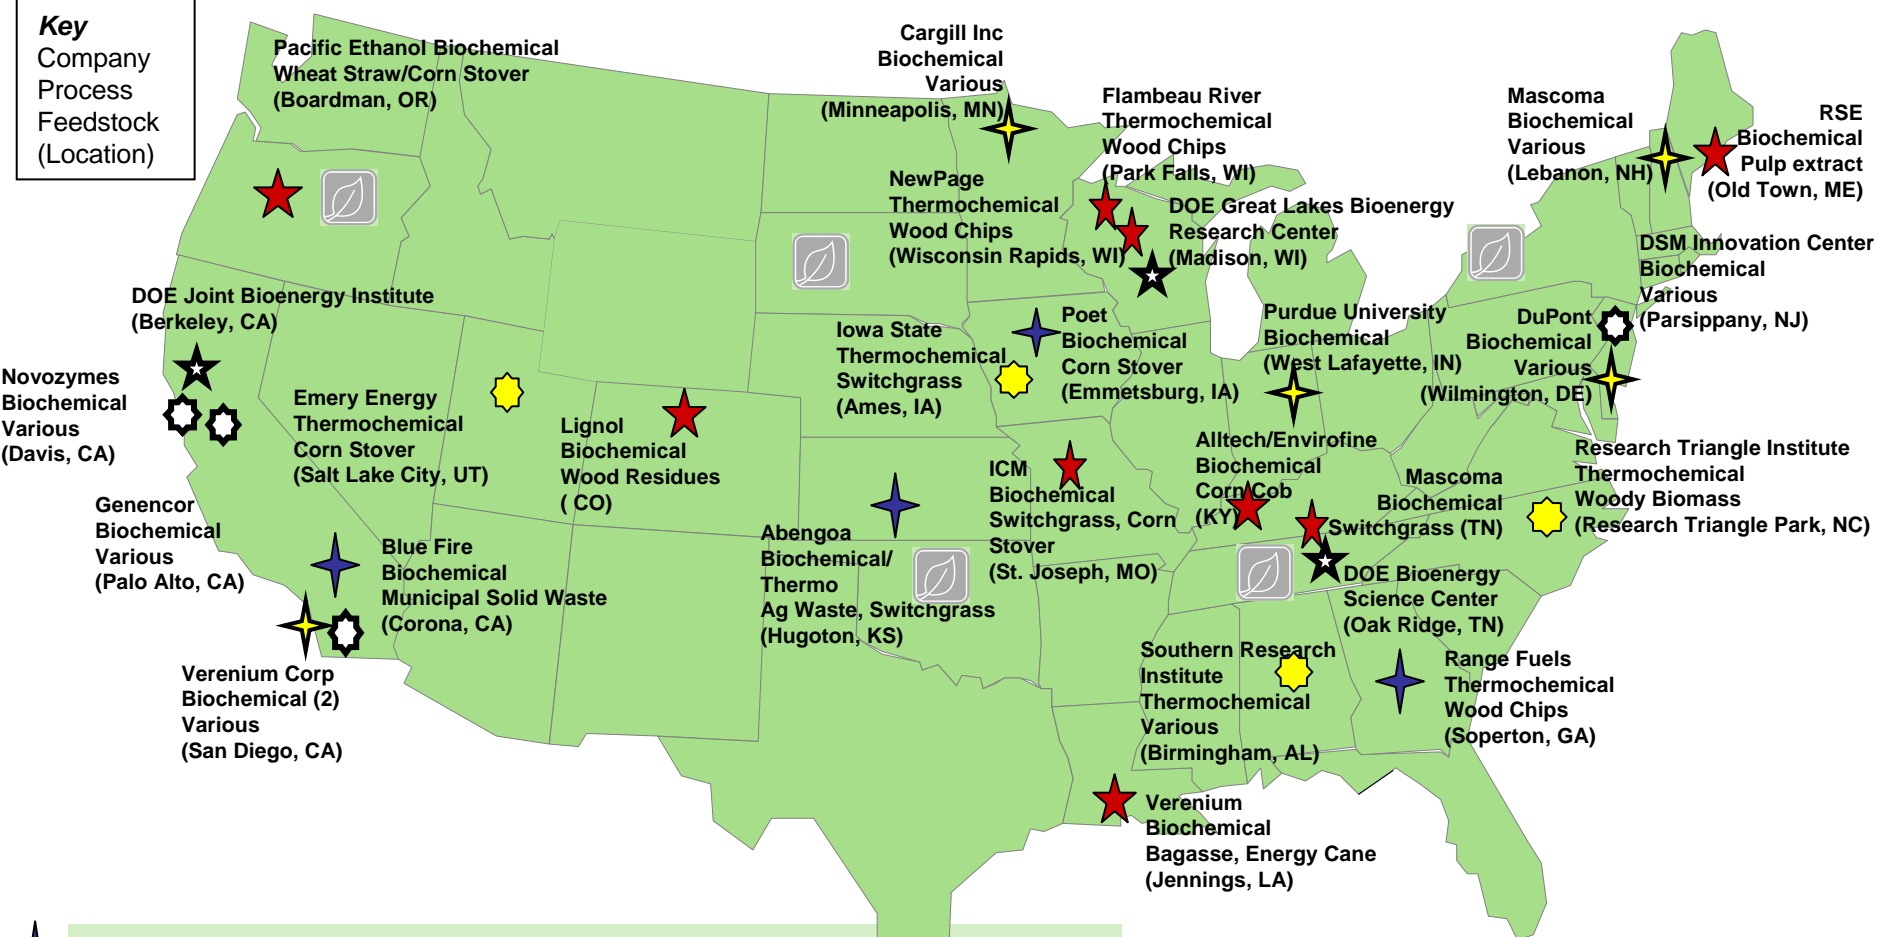 Key
Company
Process
Feedstock
(Location)
Pacific Ethanol Biochemical
Wheat Straw/Corn Stover
(Boardman, OR)
Cargill Inc
Biochemical
Various
(Minneapolis, MN)
Flambeau River
Thermochemical
Wood Chips
(Park Falls, WI)
Mascoma
Biochemical
Various
(Lebanon, NH)
RSE
Biochemical
Pulp extract
(Old Town, ME)
NewPage
Thermochemical
Wood Chips
(Wisconsin Rapids, WI)
DOE Great Lakes Bioenergy
Research Center
(Madison, WI)
DSM Innovation Center
Biochemical
Various
(Parsippany, NJ)
DOE Joint Bioenergy Institute
(Berkeley, CA)
Iowa State
Thermochemical
Switchgrass
(Ames, IA)
Poet
Biochemical
Corn Stover
(Emmetsburg, IA)
Purdue University
Biochemical
(West Lafayette, IN)
DuPont
Biochemical
Various
(Wilmington, DE)
Novozymes
Biochemical
Various
(Davis, CA)
Emery Energy
Thermochemical
Corn Stover
(Salt Lake City, UT)
Lignol
Biochemical
Wood Residues
( CO)
ICM
Biochemical
Switchgrass, Corn
Stover
(St. Joseph, MO)
Alltech/Envirofine
Biochemical
Corn Cob
(KY)
Mascoma
Biochemical
Switchgrass (TN)
Research Triangle Institute
Thermochemical
Woody Biomass
(Research Triangle Park, NC)
Genencor
Biochemical
Various
(Palo Alto, CA)
Blue Fire
Biochemical
Municipal Solid Waste
(Corona, CA)
Abengoa
Biochemical/
Thermo
Ag Waste, Switchgrass
(Hugoton, KS)
DOE Bioenergy
Science Center
(Oak Ridge, TN)
Verenium Corp
Biochemical (2)
Various
(San Diego, CA)
Southern Research
Institute
Thermochemical
Various
(Birmingham, AL)
Range Fuels
Thermochemical
Wood Chips
(Soperton, GA)
Verenium
Biochemical
Bagasse, Energy Cane
(Jennings, LA)